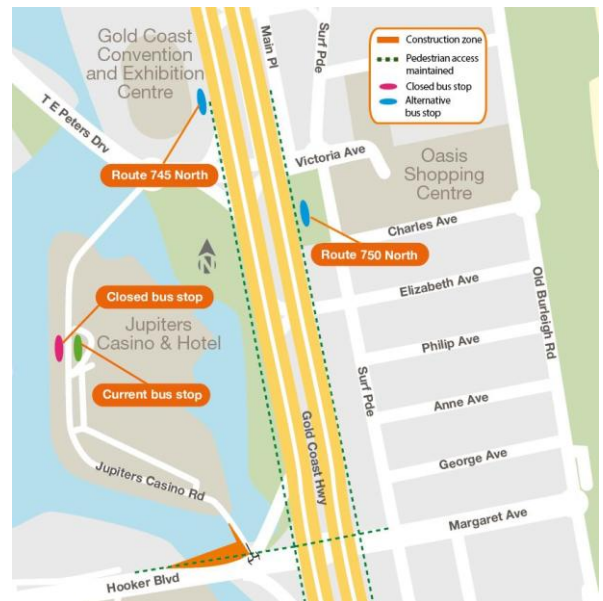 Gold Coast
Convention
and Exhibition
Centre
Main Pl
Surf Pde
Construction zone
Pedestrian access
maintained
Closed bus stop
Alternative
bus stop
T E Peters Drv
Route 745 North
Victoria Ave
Oasis
Shopping
Centre
Charles Ave
Route 750 North
N
Elizabeth Ave
Old Burleigh Rd
Closed bus stop
Jupiters
Casino & Hotel
Philip Ave
Current bus stop
Surf Pde
Anne Ave
Gold Coast Hwy
George Ave
Jupiters Casino Rd
Margaret Ave
Hooker Blvd